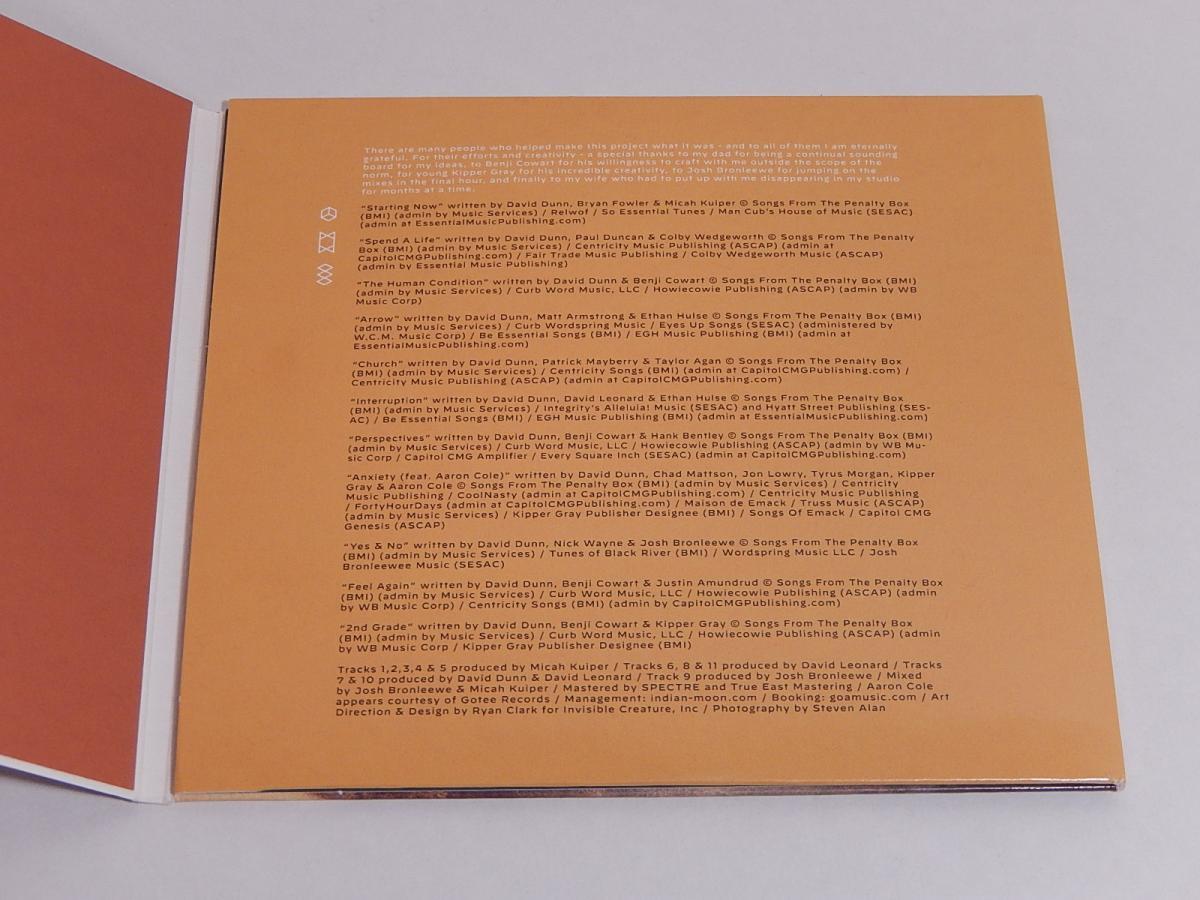 There are many people who helped make this project what it was - and to all of them I am eternally
grateful. For their efforts and creativity - a special thanks to my dad for being a continual sounding
board for my ideas, to Benji Cowart for his willingness to craft with me outside the scope of the
norm, for young Kipper Gray for his incredible creativity, to Josh Bronleewe for jumping on the
mixes in the final hour, and finally to my wife who had to put up with me disappearing in my studio
for months at a time.
“Starting Now” written by David Dunn, Bryan Fowler & Micah Kuiper © Songs From The Penalty Box
(BMI) (admin by Music Services) / Relwof / So Essential Tunes / Man Cub's House of Music (SESAC)
(admin at EssentialMusicPublishing.com)
“Spend A Life” written by David Dunn, Paul Duncan & Colby Wedgeworth © Songs From The Penalty
Box (BMI) (admin by Music Services) / Centricity Music Publishing (ASCAP) (admin at
CapitolCMGPublishing.com) / Fair Trade Music Publishing / Colby Wedgeworth Music (ASCAP)
(admin by Essential Music Publishing)
“The Human Condition” written by David Dunn & Benji Cowart © Songs From The Penalty Box (BMI)
(admin by Music Services) / Curb Word Music, LLC / Howiecowie Publishing (ASCAP) (admin by WB
Music Corp)
“Arrow” written by David Dunn, Matt Armstrong & Ethan Hulse © Songs From The Penalty Box (BMI)
(admin by Music Services) / Curb Wordspring Music / Eyes Up Songs (SESAC) (administered by
W.C.M. Music Corp) / Be Essential Songs (BMI) / EGH Music Publishing (BMI) (admin at
EssentialMusicPublishing.com)
“Church” written by David Dunn, Patrick Mayberry & Taylor Agan © Songs From The Penalty Box
(BMI) (admin by Music Services) / Centricity Songs (BMI) (admin at CapitolCMGPublishing.com) /
Centricity Music Publishing (ASCAP) (admin at CapitolCMGPublishing.com)
“Interruption” written by David Dunn, David Leonard & Ethan Hulse © Songs From The Penalty Box
(BMI) (admin by Music Services) / Integrity's Alleluia! Music (SESAC) and Hyatt Street Publishing (SES-
AC) / Be Essential Songs (BMI) / EGH Music Publishing (BMI) (admin at EssentialMusicPublishing.com)
“Perspectives” written by David Dunn, Benji Cowart & Hank Bentley © Songs From The Penalty Box (BMI)
(admin by Music Services) / Curb Word Music, LLC / Howiecowie Publishing (ASCAP) (admin by WB Mu-
sic Corp / Capitol CMG Amplifier / Every Square Inch (SESAC) (admin at CapitolCMGPublishing.com)
“Anxiety (feat. Aaron Cole)” written by David Dunn, Chad Mattson, Jon Lowry, Tyrus Morgan, Kipper
Gray & Aaron Cole © Songs From The Penalty Box (BMI) (admin by Music Services) / Centricity
Music Publishing / CoolNasty (admin at CapitolCMGPublishing.com) / Centricity Music Publishing
/ FortyHourDays (admin at CapitolCMGPublishing.com) / Maison de Emack / Truss Music (ASCAP)
(admin by Music Services) / Kipper Gray Publisher Designee (BMI) / Songs Of Emack / Capitol CMG
Genesis (ASCAP)
“Yes & No” written by David Dunn, Nick Wayne & Josh Bronleewe © Songs From The Penalty Box
(BMI) (admin by Music Services) / Tunes of Black River (BMI) / Wordspring Music LLC / Josh
Bronleewee Music (SESAC)
“Feel Again” written by David Dunn, Benji Cowart & Justin Amundrud © Songs From The Penalty Box
(BMI) (admin by Music Services) / Curb Word Music, LLC / Howiecowie Publishing (ASCAP) (admin
by WB Music Corp) / Centricity Songs (BMI) (admin by CapitolCMGPublishing.com)
“2nd Grade” written by David Dunn, Benji Cowart & Kipper Gray © Songs From The Penalty Box
(BMI) (admin by Music Services) / Curb Word Music, LLC / Howiecowie Publishing (ASCAP) (admin
by WB Music Corp / Kipper Gray Publisher Designee (BMI)
Tracks 1,2,3,4 & 5 produced by Micah Kuiper / Tracks 6, 8 & 11 produced by David Leonard / Tracks
7 & 10 produced by David Dunn & David Leonard / Track 9 produced by Josh Bronleewe / Mixed
by Josh Bronleewe & Micah Kuiper / Mastered by SPECTRE and True East Mastering / Aaron Cole
appears courtesy of Gotee Records / Management: indian-moon.com / Booking: goamusic.com / Art
Direction & Design by Ryan Clark for Invisible Creature, Inc / Photography by Steven Alan